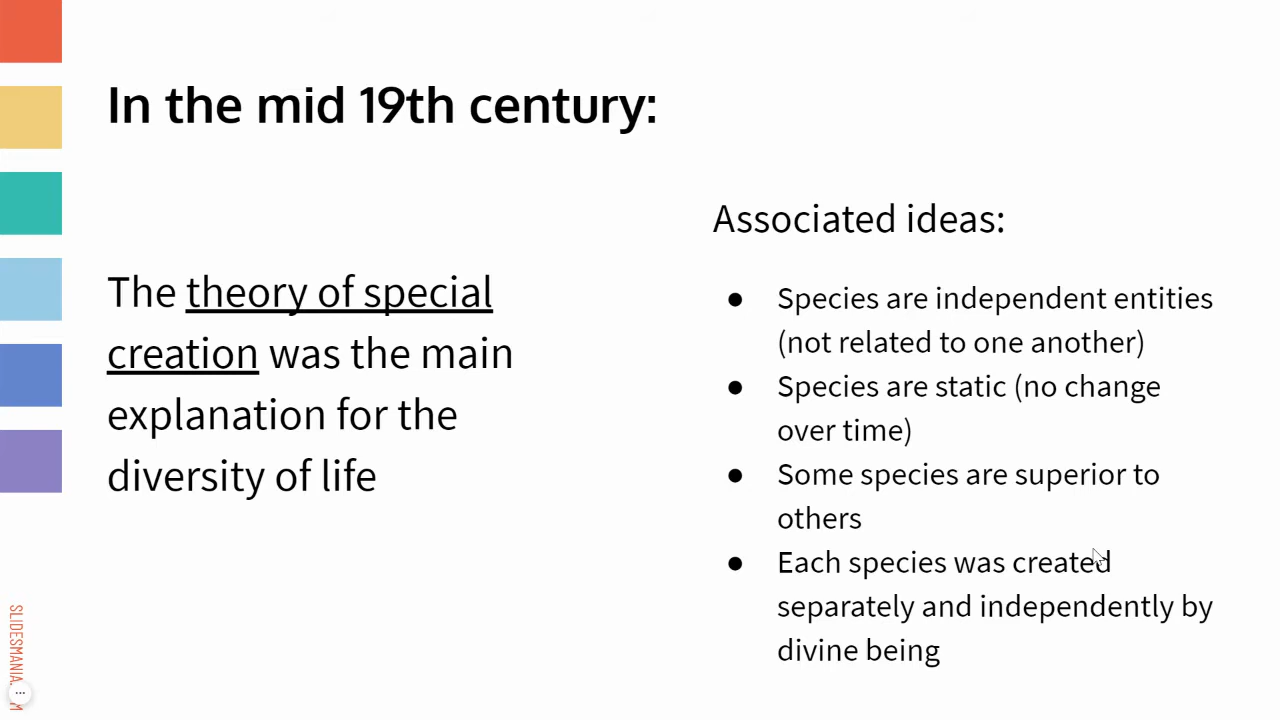 In the mid 19th century:
The theory of special
creation was the main
explanation for the
diversity of life
Associated ideas:
● Species are independent entities
(not related to one another)
● Species are static (no change
over time)
● Some species are superior to
others
● Each species was created
separately and independently by
divine being